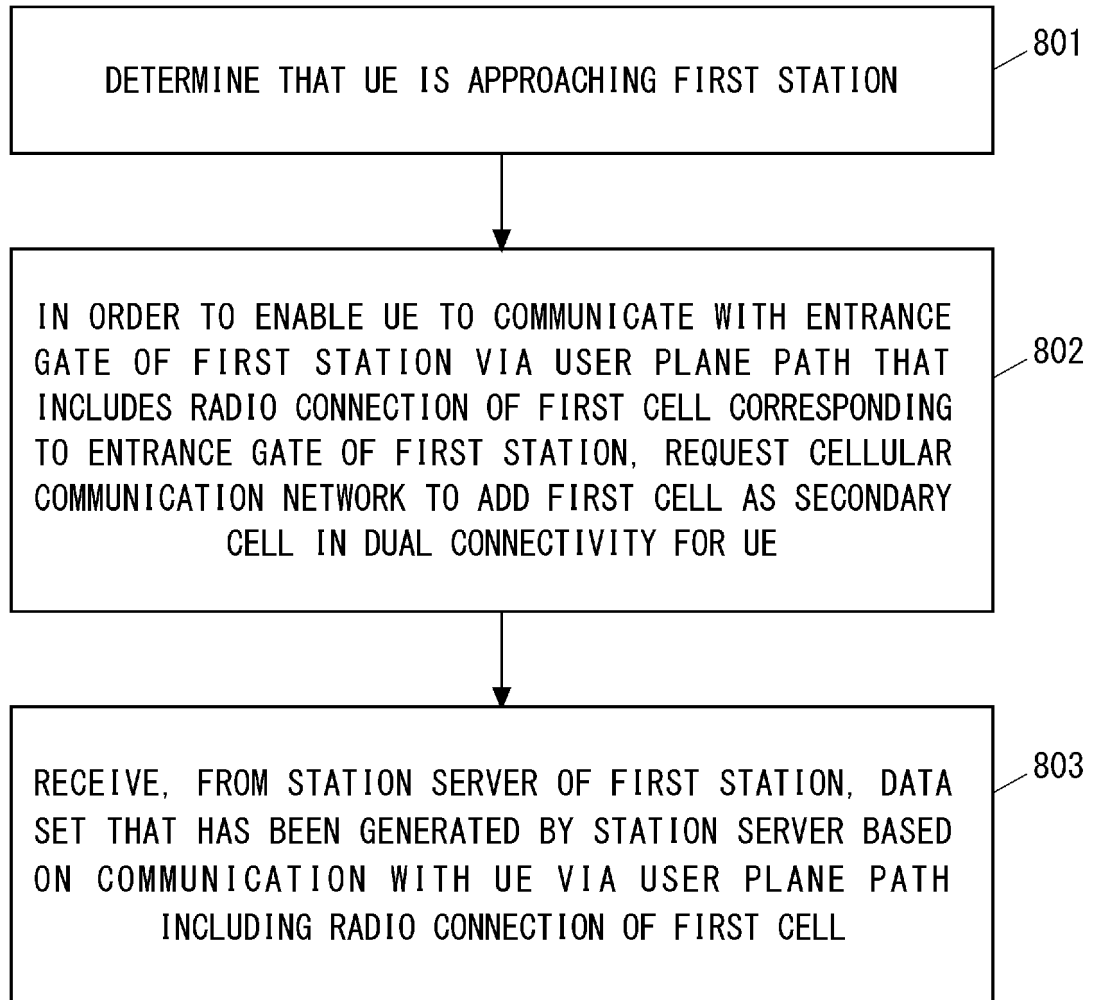 DETERMINE THAT UE IS APPROACHING FIRST STATION
801
IN ORDER TO ENABLE UE TO COMMUNICATE WITH ENTRANCE
GATE OF FIRST STATION VIA USER PLANE PATH THAT
INCLUDES RADIO CONNECTION OF FIRST CELL CORRESPONDING
TO ENTRANCE GATE OF FIRST STATION, REQUEST CELLULAR
COMMUNICATION NETWORK TO ADD FIRST CELL AS SECONDARY
CELL IN DUAL CONNECTIVITY FOR UE
802
RECEIVE, FROM STATION SERVER OF FIRST STATION, DATA
SET THAT HAS BEEN GENERATED BY STATION SERVER BASED
ON COMMUNICATION WITH UE VIA USER PLANE PATH
INCLUDING RADIO CONNECTION OF FIRST CELL
803